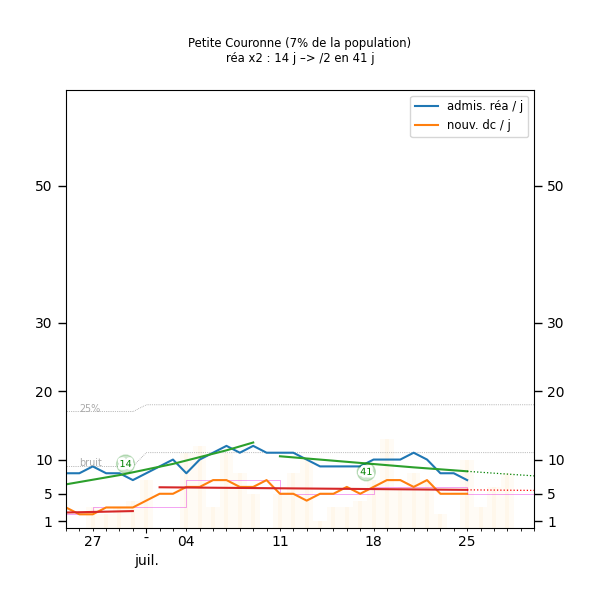 Petite Couronne (7% de la population)
réa x2 : 14 j –> /2 en 41 j
admis. réa / j
nouv. dc / j
50 50
30 30
25%
20 20
bruit
14
41
10 10
5 5
1 1
27 - 04 11 18 25
juil.